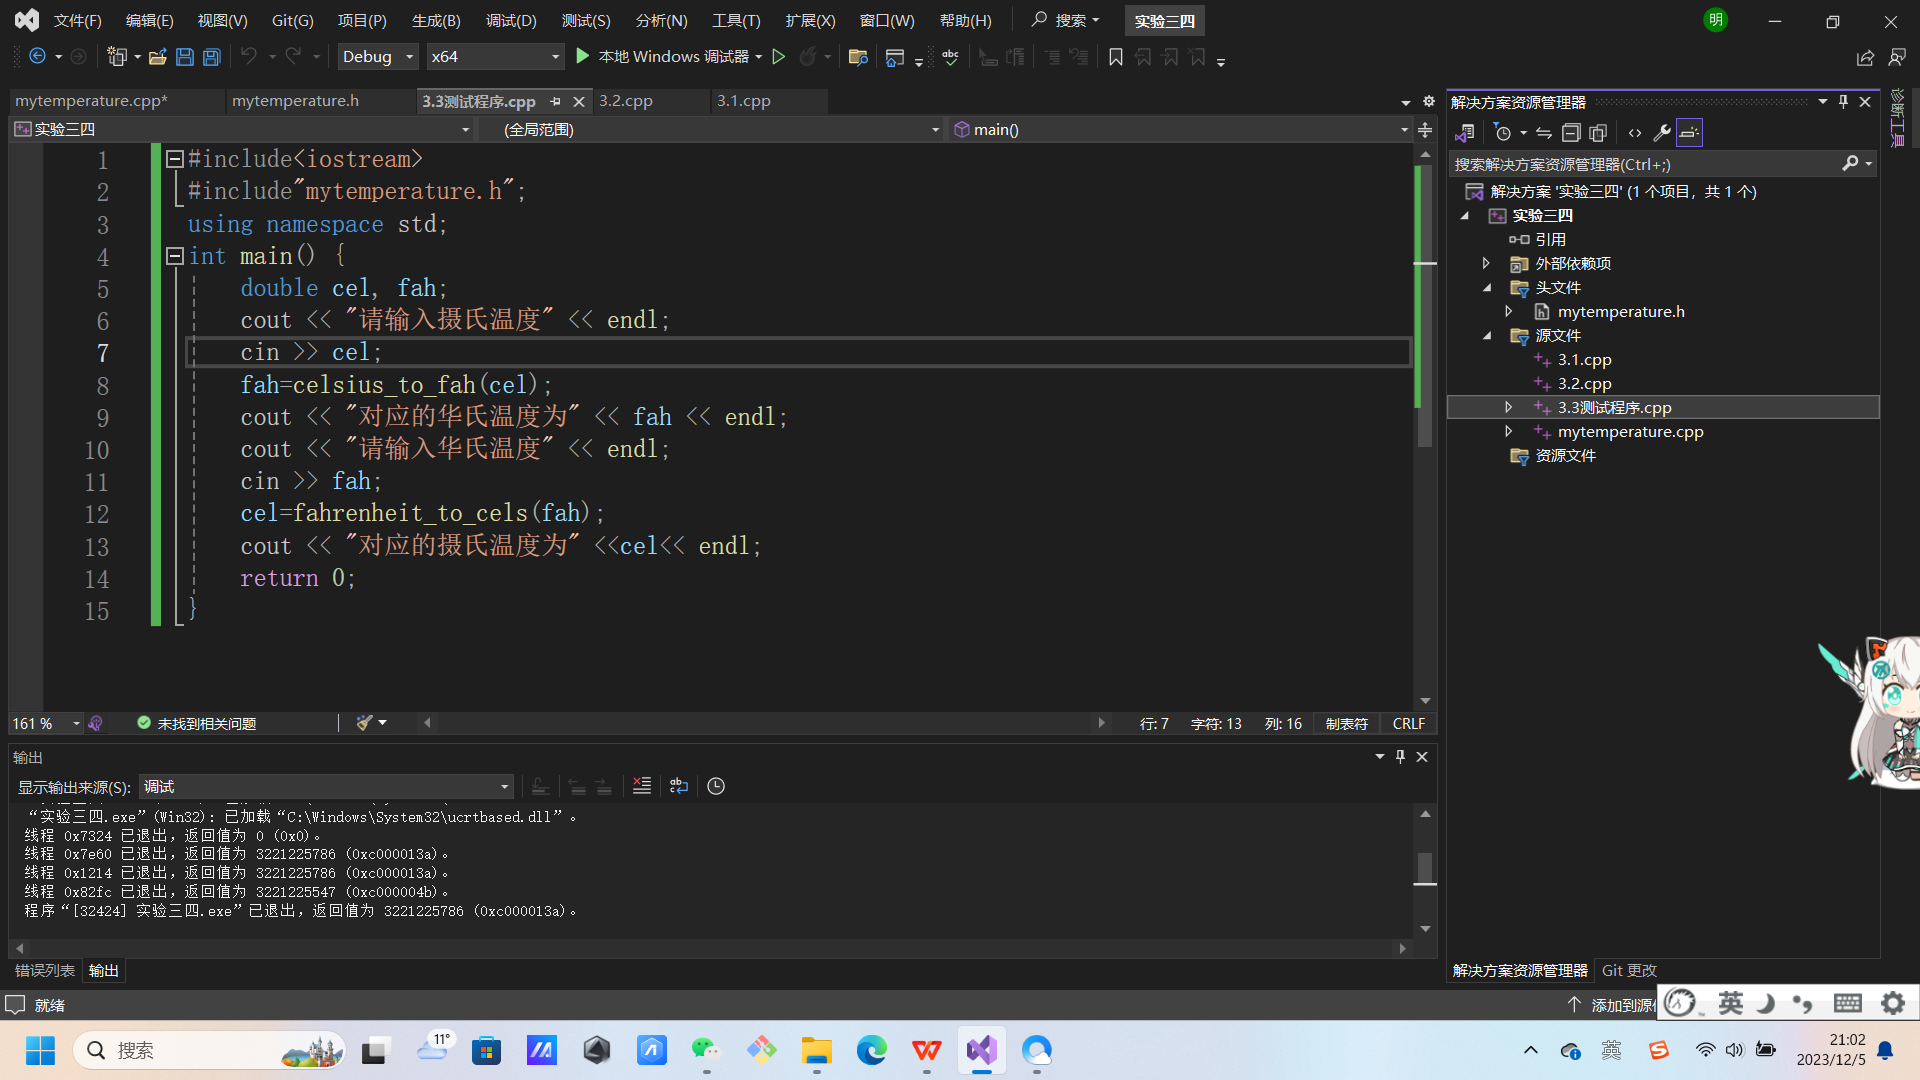 文件(F) 编辑(E) 视图(V) Git(G) 项目(P) 生成(B) 调试(D) 测试(S) 分析(N) 工具(T) 扩展(X) 窗口(W) 帮助(H) 搜索 实验三四 明
Debug x64 本地 Windows 调试器
mytemperature.cpp* mytemperature.h 3.3测试程序.cpp 3.2.cpp 3.1.cpp
实验三四 (全局范围) main()
1 #include<iostream>
2 #include"mytemperature.h";
3 using namespace std;
4 int main() {
5 double cel, fah;
6 cout << "请输入摄氏温度" << endl;
7 cin >> cel;
8 fah=celsius_to_fah(cel);
9 cout << "对应的华氏温度为" << fah << endl;
10 cout << "请输入华氏温度" << endl;
11 cin >> fah;
12 cel=fahrenheit_to_cels(fah);
13 cout << "对应的摄氏温度为" <<cel<< endl;
14 return 0;
15 }
161 % 未找到相关问题 行: 7 字符: 13 列: 16 制表符 CRLF
输出
显示输出来源(S): 调试
“实验三四.exe”(Win32): 已加载“C:\Windows\System32\ucrtbased.dll”。
线程 0x7324 已退出，返回值为 0 (0x0)。
线程 0x7e60 已退出，返回值为 3221225786 (0xc000013a)。
线程 0x1214 已退出，返回值为 3221225786 (0xc000013a)。
线程 0x82fc 已退出，返回值为 3221225547 (0xc000004b)。
程序“[32424] 实验三四.exe”已退出，返回值为 3221225786 (0xc000013a)。
错误列表 输出
解决方案资源管理器
搜索解决方案资源管理器(Ctrl+;)
解决方案 '实验三四' (1 个项目，共 1 个)
实验三四
引用
外部依赖项
头文件
mytemperature.h
源文件
3.1.cpp
3.2.cpp
3.3测试程序.cpp
mytemperature.cpp
资源文件
解决方案资源管理器 Git 更改
诊断工具
就绪 添加到源
英
搜索 11° 英 21:02
2023/12/5